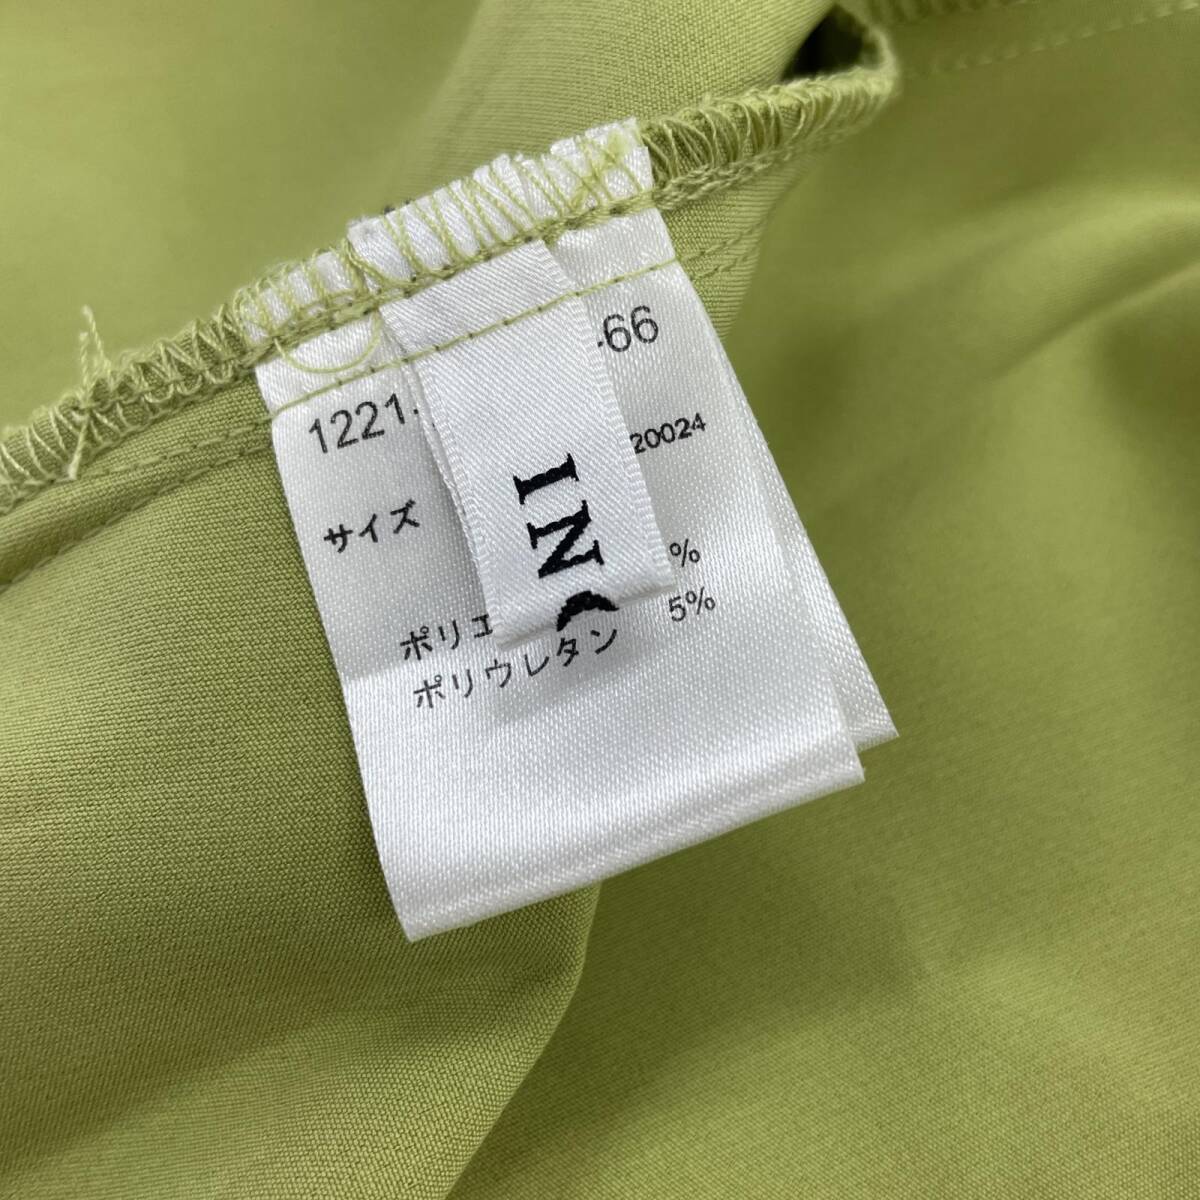 1221- -66
20024
サイズ
IN
ポリエ %
ポリウレタン 5%